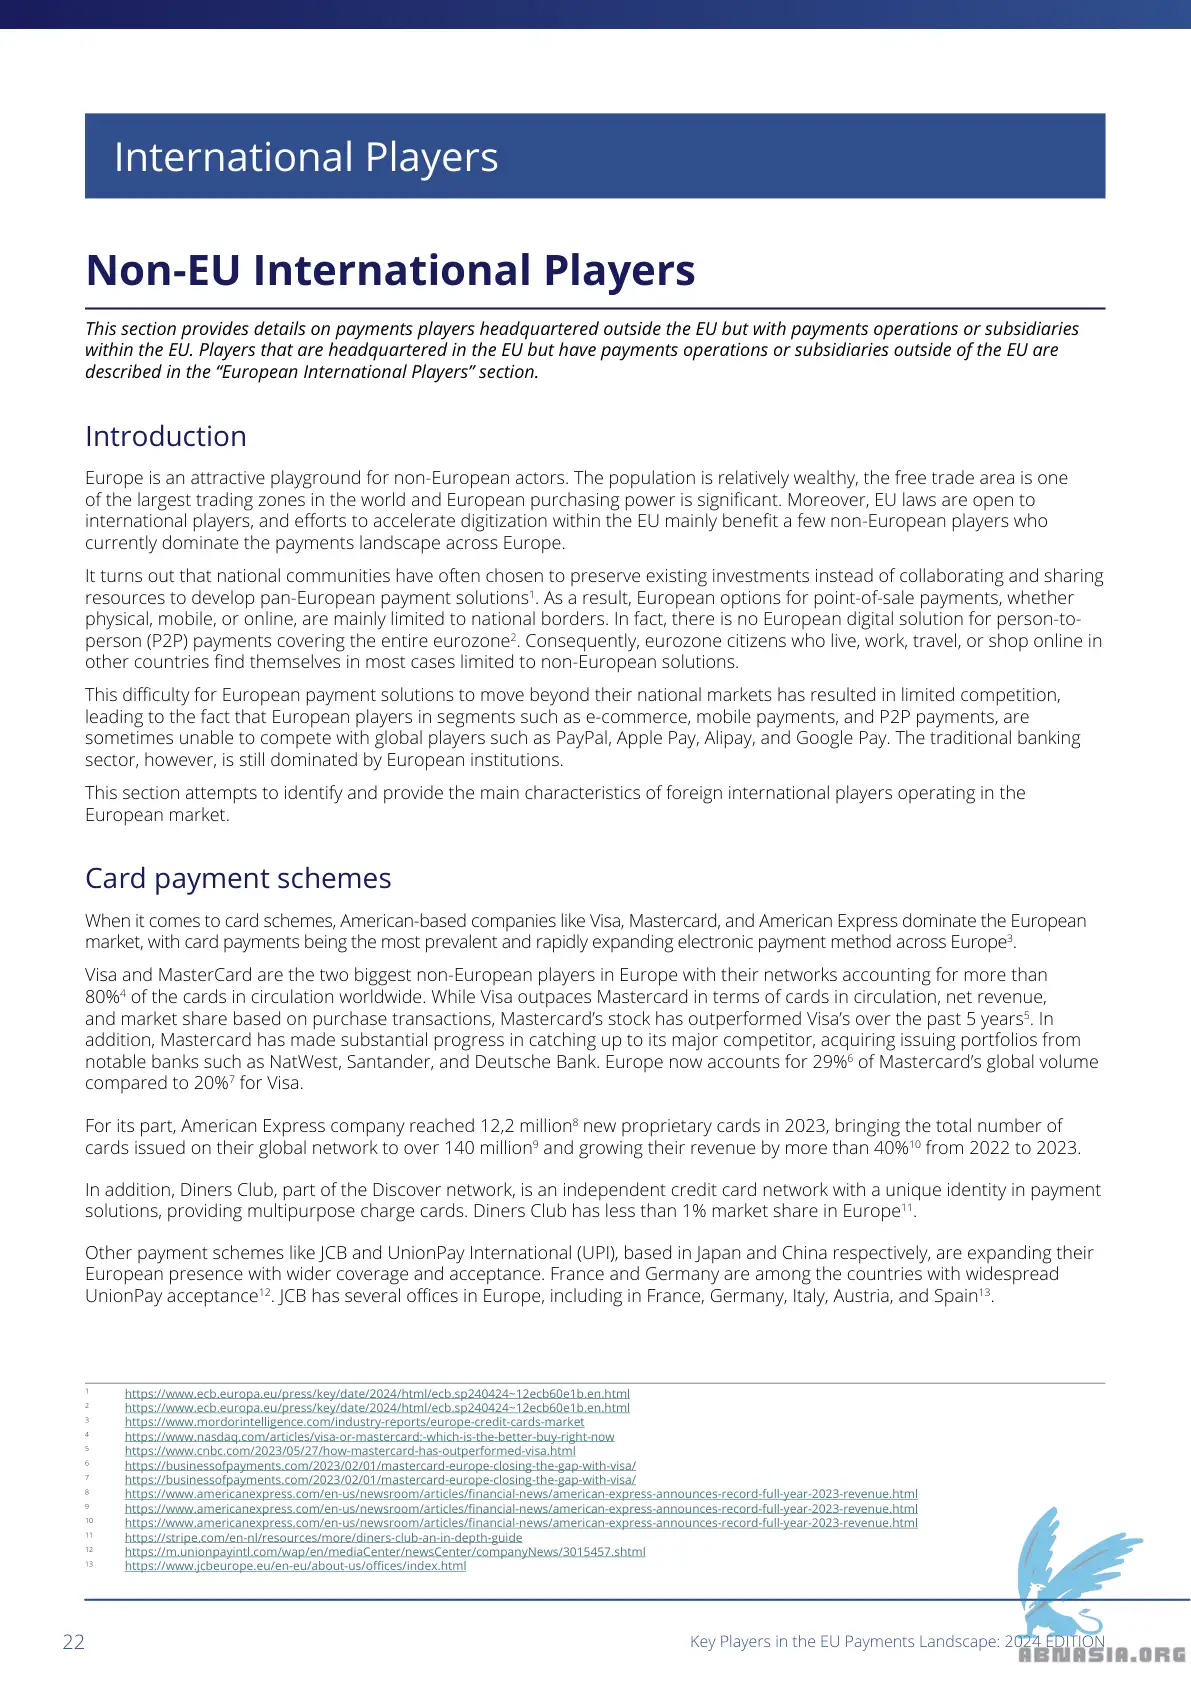 International Players
Non-EU International Players
This section provides details on payments players headquartered outside the EU but with payments operations or subsidiaries
within the EU. Players that are headquartered in the EU but have payments operations or subsidiaries outside of the EU are
described in the “European International Players” section.
Introduction
Europe is an attractive playground for non-European actors. The population is relatively wealthy, the free trade area is one
of the largest trading zones in the world and European purchasing power is significant. Moreover, EU laws are open to
international players, and efforts to accelerate digitization within the EU mainly benefit a few non-European players who
currently dominate the payments landscape across Europe.
It turns out that national communities have often chosen to preserve existing investments instead of collaborating and sharing
resources to develop pan-European payment solutions¹. As a result, European options for point-of-sale payments, whether
physical, mobile, or online, are mainly limited to national borders. In fact, there is no European digital solution for person-to-
person (P2P) payments covering the entire eurozone². Consequently, eurozone citizens who live, work, travel, or shop online in
other countries find themselves in most cases limited to non-European solutions.
This difficulty for European payment solutions to move beyond their national markets has resulted in limited competition,
leading to the fact that European players in segments such as e-commerce, mobile payments, and P2P payments, are
sometimes unable to compete with global players such as PayPal, Apple Pay, Alipay, and Google Pay. The traditional banking
sector, however, is still dominated by European institutions.
This section attempts to identify and provide the main characteristics of foreign international players operating in the
European market.
Card payment schemes
When it comes to card schemes, American-based companies like Visa, Mastercard, and American Express dominate the European
market, with card payments being the most prevalent and rapidly expanding electronic payment method across Europe³.
Visa and MasterCard are the two biggest non-European players in Europe with their networks accounting for more than
80%⁴ of the cards in circulation worldwide. While Visa outpaces Mastercard in terms of cards in circulation, net revenue,
and market share based on purchase transactions, Mastercard’s stock has outperformed Visa’s over the past 5 years⁵. In
addition, Mastercard has made substantial progress in catching up to its major competitor, acquiring issuing portfolios from
notable banks such as NatWest, Santander, and Deutsche Bank. Europe now accounts for 29%⁶ of Mastercard’s global volume
compared to 20%⁷ for Visa.
For its part, American Express company reached 12,2 million⁸ new proprietary cards in 2023, bringing the total number of
cards issued on their global network to over 140 million⁹ and growing their revenue by more than 40%¹⁰ from 2022 to 2023.
In addition, Diners Club, part of the Discover network, is an independent credit card network with a unique identity in payment
solutions, providing multipurpose charge cards. Diners Club has less than 1% market share in Europe¹¹.
Other payment schemes like JCB and UnionPay International (UPI), based in Japan and China respectively, are expanding their
European presence with wider coverage and acceptance. France and Germany are among the countries with widespread
UnionPay acceptance¹². JCB has several offices in Europe, including in France, Germany, Italy, Austria, and Spain¹³.
1 https://www.ecb.europa.eu/press/key/date/2024/html/ecb.sp240424~12ecb60e1b.en.html
2 https://www.ecb.europa.eu/press/key/date/2024/html/ecb.sp240424~12ecb60e1b.en.html
3 https://www.mordorintelligence.com/industry-reports/europe-credit-cards-market
4 https://www.nasdaq.com/articles/visa-or-mastercard:-which-is-the-better-buy-right-now
5 https://www.cnbc.com/2023/05/27/how-mastercard-has-outperformed-visa.html
6 https://businessofpayments.com/2023/02/01/mastercard-europe-closing-the-gap-with-visa/
7 https://businessofpayments.com/2023/02/01/mastercard-europe-closing-the-gap-with-visa/
8 https://www.americanexpress.com/en-us/newsroom/articles/financial-news/american-express-announces-record-full-year-2023-revenue.html
9 https://www.americanexpress.com/en-us/newsroom/articles/financial-news/american-express-announces-record-full-year-2023-revenue.html
10 https://www.americanexpress.com/en-us/newsroom/articles/financial-news/american-express-announces-record-full-year-2023-revenue.html
11 https://stripe.com/en-nl/resources/more/diners-club-an-in-depth-guide
12 https://m.unionpayintl.com/wap/en/mediaCenter/newsCenter/companyNews/3015457.shtml
13 https://www.jcbeurope.eu/en-eu/about-us/offices/index.html
22
Key Players in the EU Payments Landscape: 2024 EDITION
ABNASIA.ORG